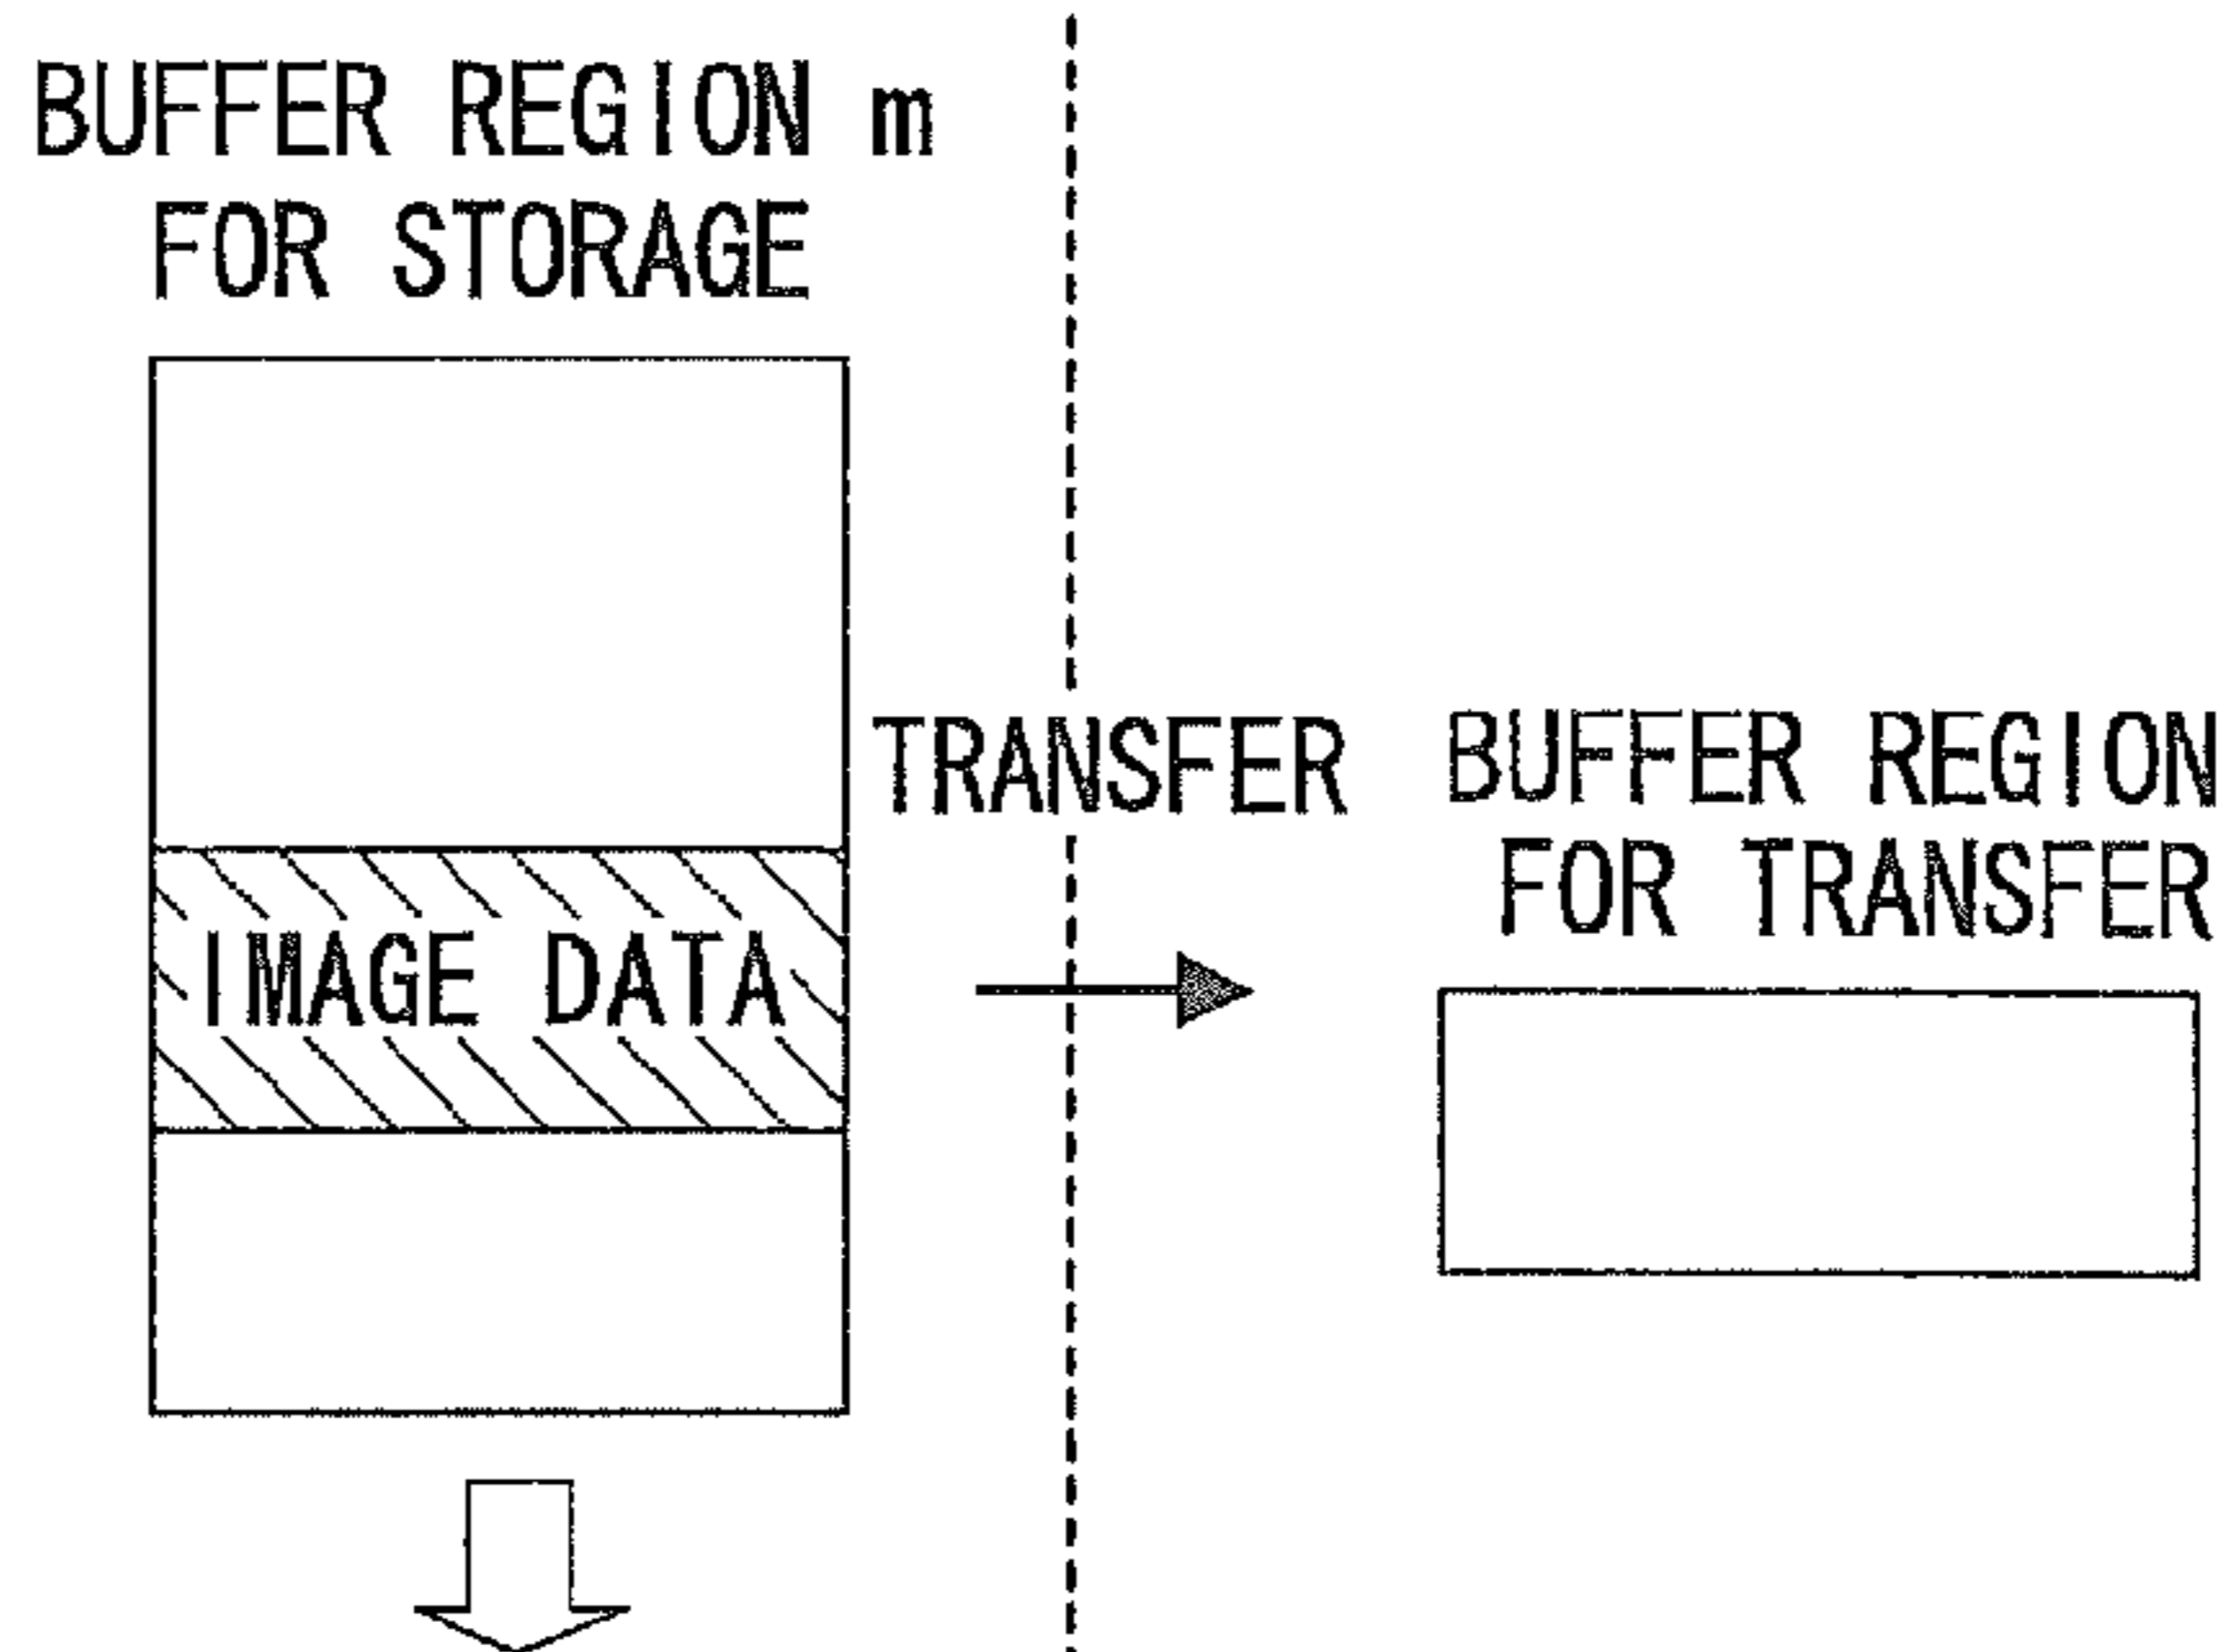 BUFFER REGION m
FOR STORAGE
TRANSFER
BUFFER REGION
FOR TRANSFER
IMAGE DATA